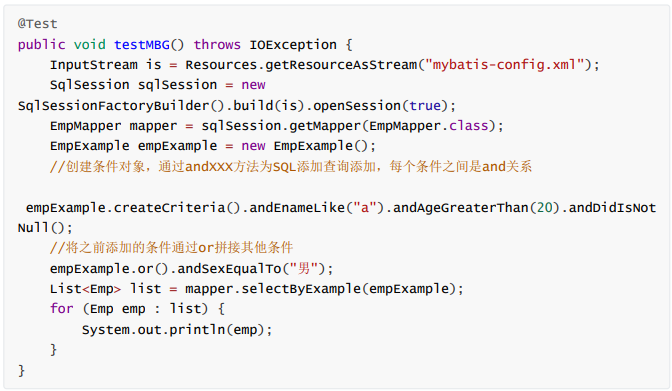 @Test
public void testMBG() throws IOException {
    InputStream is = Resources.getResourceAsStream("mybatis-config.xml");
    SqlSession sqlSession = new
SqlSessionFactoryBuilder().build(is).openSession(true);
    EmpMapper mapper = sqlSession.getMapper(EmpMapper.class);
    EmpExample empExample = new EmpExample();
    //创建条件对象，通过andXXX方法为SQL添加查询添加，每个条件之间是and关系
 empExample.createCriteria().andEnameLike("a").andAgeGreaterThan(20).andDidIsNot
Null();
    //将之前添加的条件通过or拼接其他条件
    empExample.or().andSexEqualTo("男");
    List<Emp> list = mapper.selectByExample(empExample);
    for (Emp emp : list) {
        System.out.println(emp);
    }
}